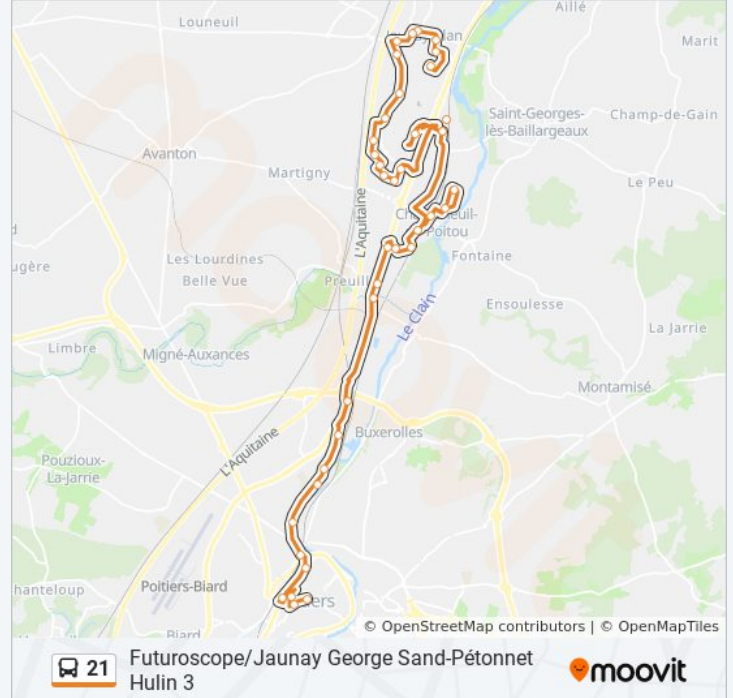 Aillé
Louneuil
Marit
Saint-Georges-
lès-Baillargeaux
Champ-de-Gain
Avanton
Martigny
Le Peu
L'Aquitaine
Poitou
Fontaine
Les Lourdines
Belle Vue
Ensoulesse
Le Clain
La Jarrie
Limbre
Migné-Auxances
Montamisé
Buxerolles
L'Aquitaine
Pouzioux-
La-Jarrie
Poitiers-Biard
Biard
© OpenStreetMap contributors | © OpenMapTiles
21 Futuroscope/Jaunay George Sand-Pétonnet
Hulin 3
moovit